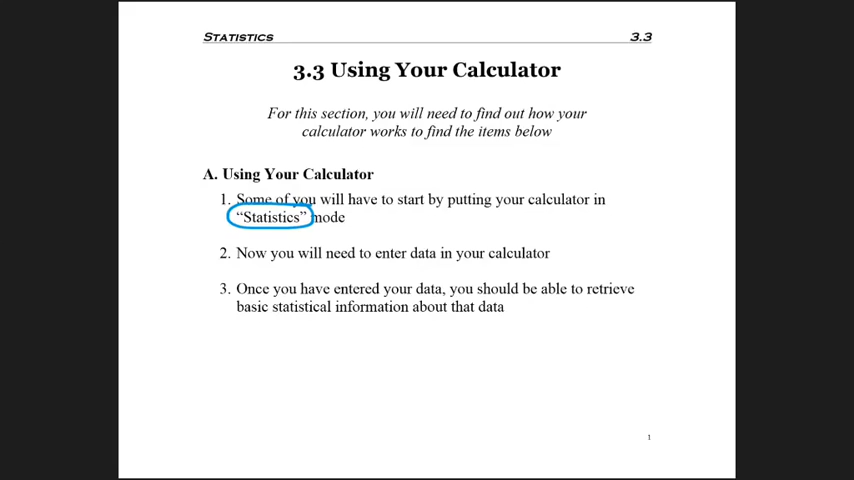 STATISTICS 3.3
3.3 Using Your Calculator
For this section, you will need to find out how your
calculator works to find the items below
A. Using Your Calculator
1. Some of you will have to start by putting your calculator in
“Statistics” mode
2. Now you will need to enter data in your calculator
3. Once you have entered your data, you should be able to retrieve
basic statistical information about that data
1